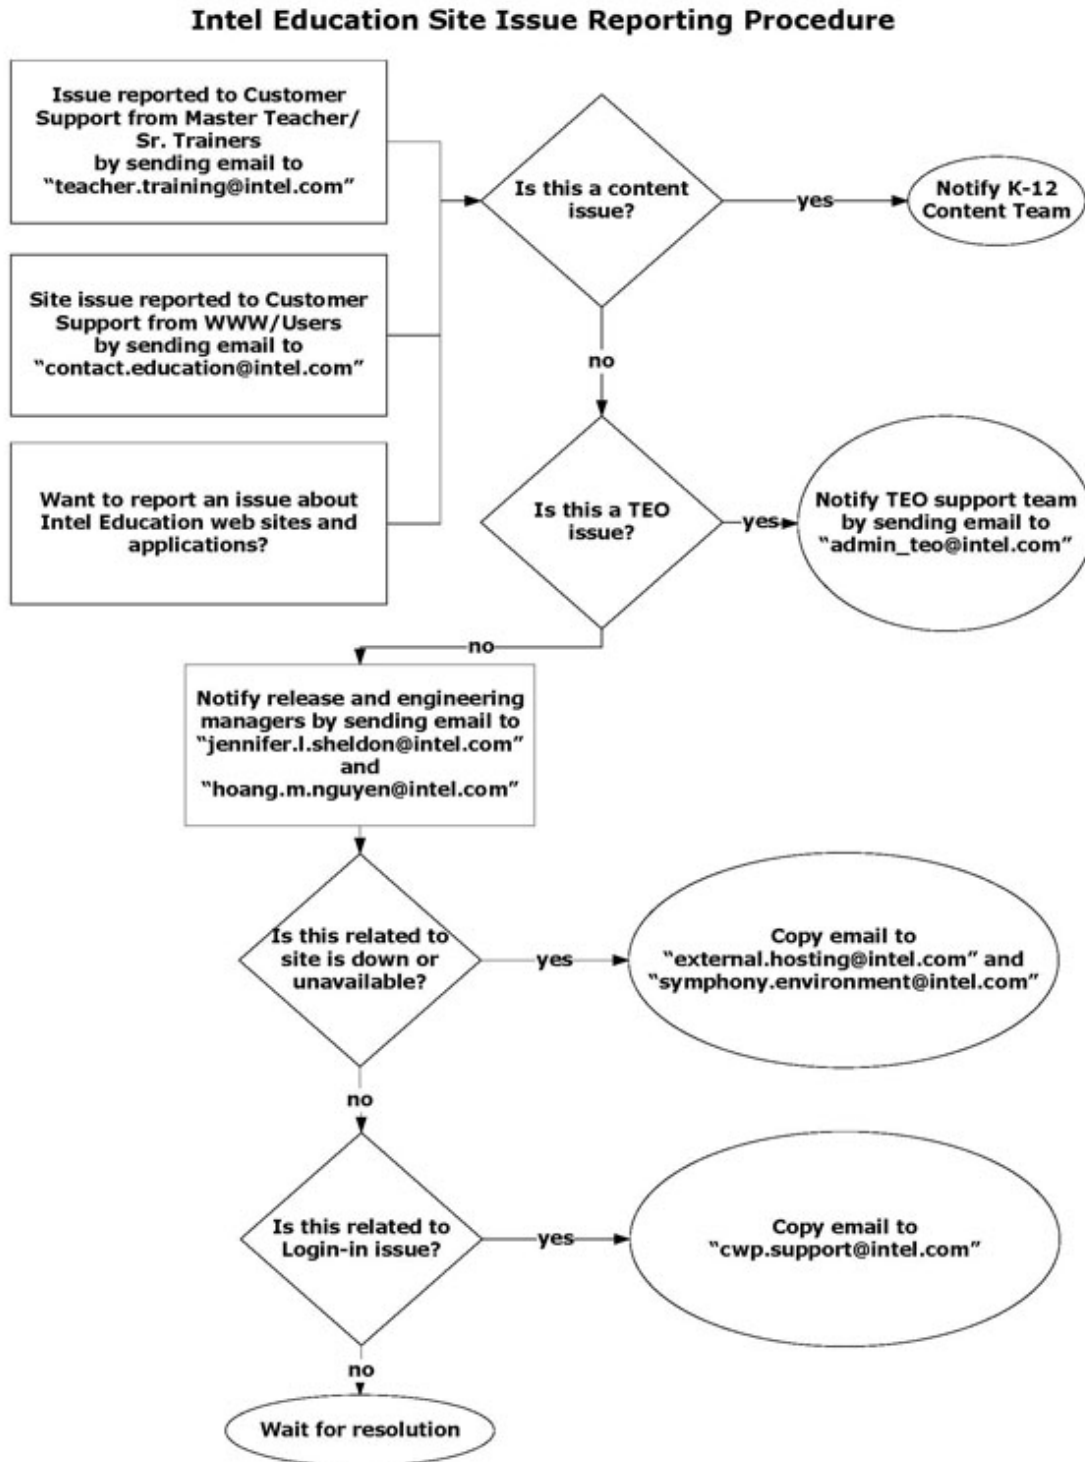 Intel Education Site Issue Reporting Procedure
Issue reported to Customer
Support from Master Teacher/
Sr. Trainers
by sending email to
“teacher.training@intel.com”
Is this a content
issue?
yes
Notify K-12
Content Team
Site issue reported to Customer
Support from WWW/Users
by sending email to
“contact.education@intel.com”
no
Want to report an issue about
Intel Education web sites and
applications?
Is this a TEO
issue?
yes
Notify TEO support team
by sending email to
“admin_teo@intel.com”
no
Notify release and engineering
managers by sending email to
“jennifer.l.sheldon@intel.com”
and
“hoang.m.nguyen@intel.com”
Is this related to
site is down or
unavailable?
yes
Copy email to
“external.hosting@intel.com” and
“symphony.environment@intel.com”
no
Is this related to
Login-in issue?
yes
Copy email to
“cwp.support@intel.com”
no
Wait for resolution